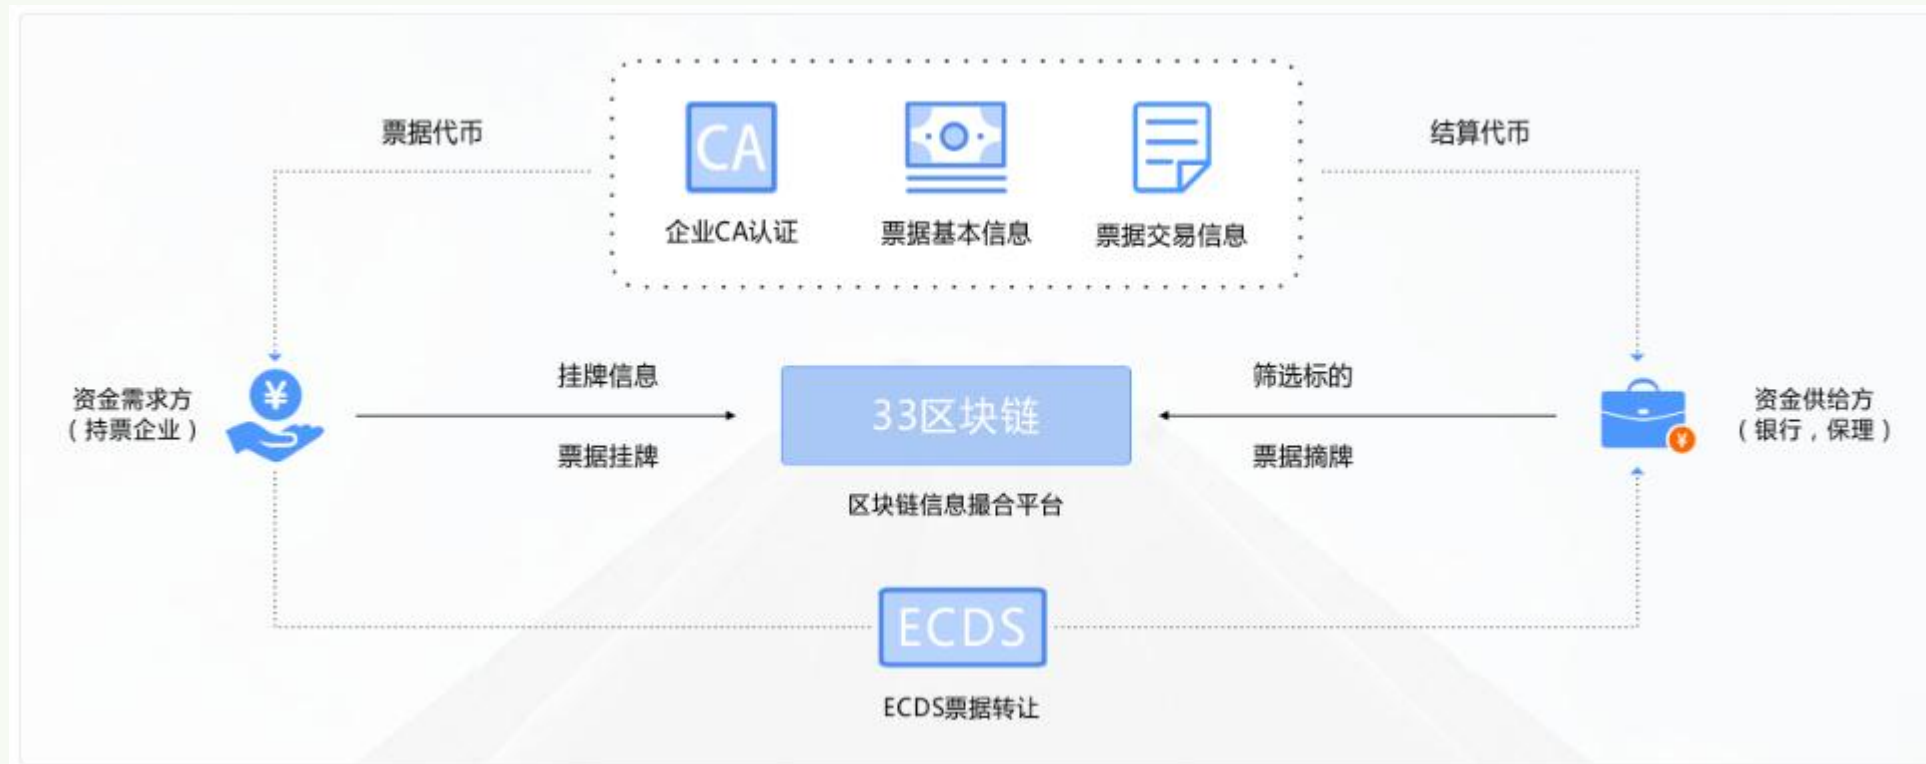 票据代币
结算代币
CA
企业CA认证
票据基本信息
票据交易信息
资金需求方
（持票企业）
¥
挂牌信息
票据挂牌
33区块链
区块链信息撮合平台
筛选标的
票据摘牌
¥
资金供给方
（银行，保理）
ECDS
ECDS票据转让